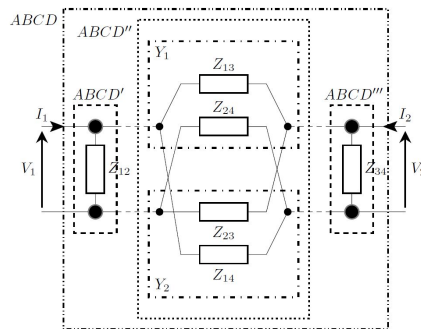 ABCD
ABCD''
Y₁
Z₁₃
ABCD'
Z₂₄
ABCD'''
I₁
I₂
V₁
Z₁₂
Z₃₄
Z₂₃
Z₁₄
Y₂